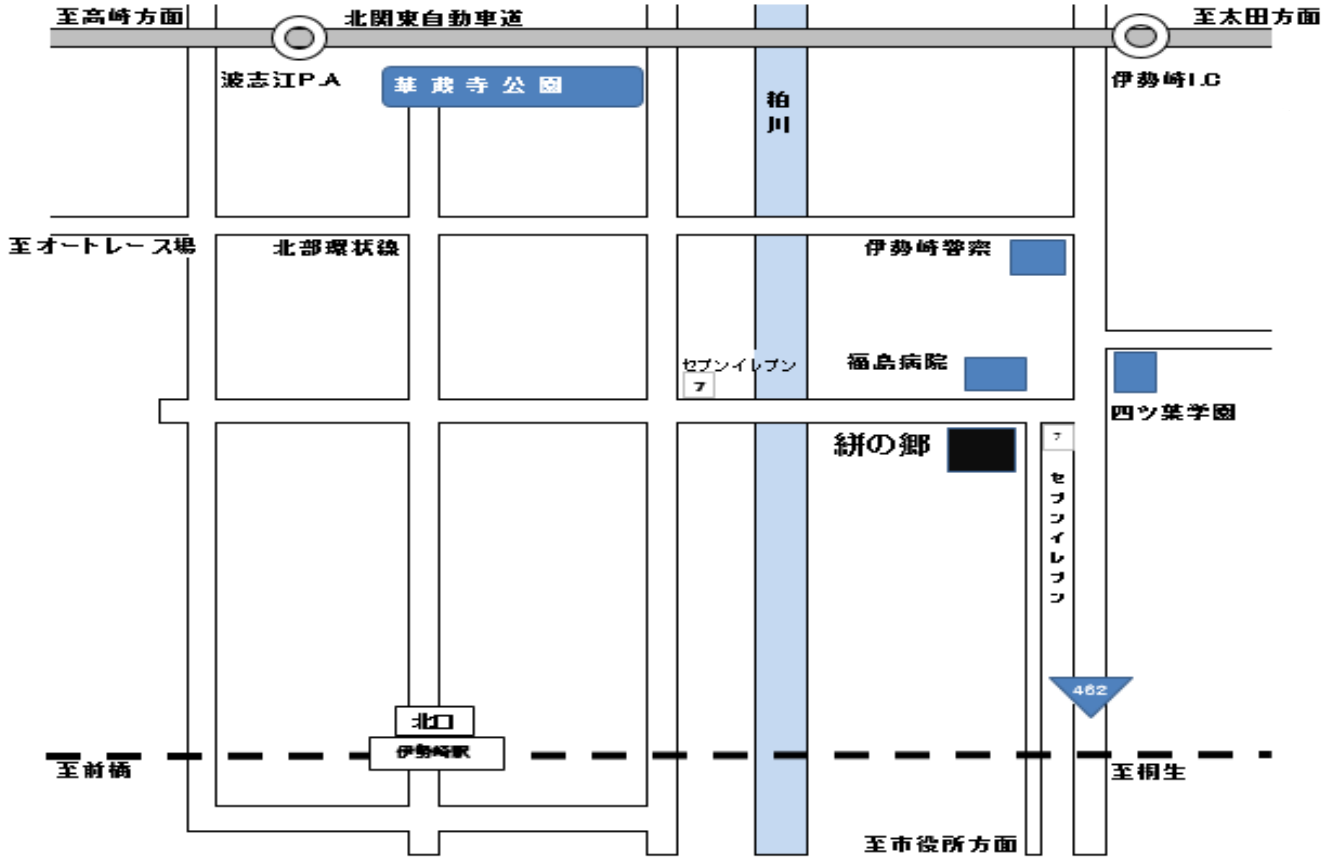 至高崎方面
北関東自動車道
至太田方面
波志江P.A
華蔵寺公園
粕川
伊勢崎I.C
至オートレース場
北部環状線
伊勢崎警察
セブンイレブン
7
福島病院
四ツ葉学園
絣の郷
7
セブンイレブン
462
北口
伊勢崎駅
至前橋
至桐生
至市役所方面